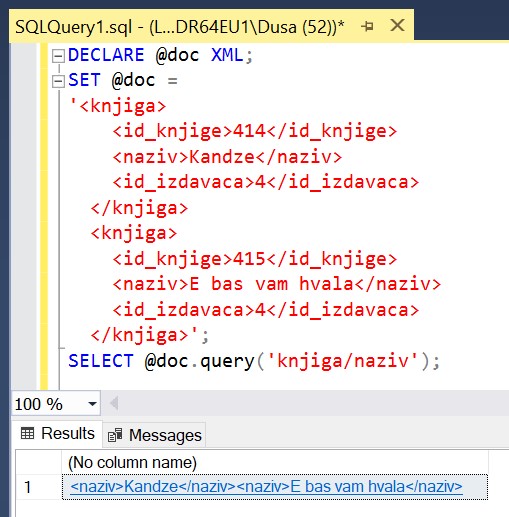 SQLQuery1.sql - (L...DR64EU1\Dusa (52))*
DECLARE @doc XML;
SET @doc =
'<knjiga>
<id_knjige>414</id_knjige>
<naziv>Kandze</naziv>
<id_izdavaca>4</id_izdavaca>
</knjiga>
<knjiga>
<id_knjige>415</id_knjige>
<naziv>E bas vam hvala</naziv>
<id_izdavaca>4</id_izdavaca>
</knjiga>';
SELECT @doc.query('knjiga/naziv');
100 %
Results Messages
(No column name)
1 <naziv>Kandze</naziv><naziv>E bas vam hvala</naziv>